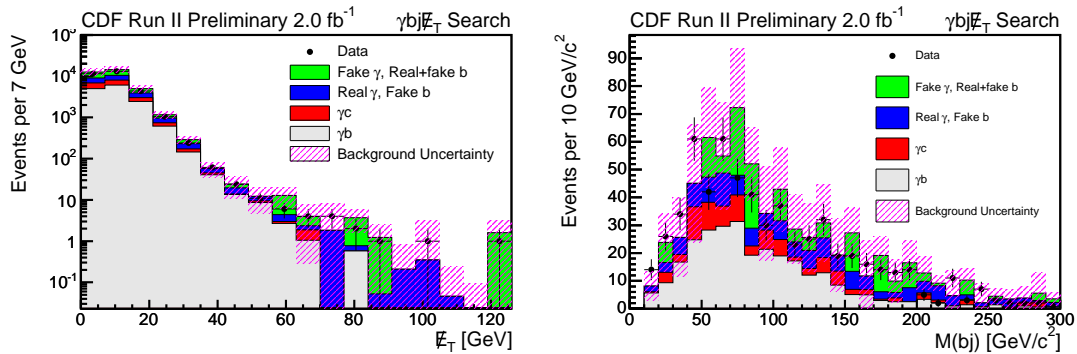 CDF Run II Preliminary 2.0 fb⁻¹ γbjE̸_T Search
Events per 7 GeV
10⁵
10⁴
10³
10²
10
1
10⁻¹
Data
Fake γ, Real+fake b
Real γ, Fake b
γc
γb
Background Uncertainty
0 20 40 60 80 100 120
E̸_T [GeV]
CDF Run II Preliminary 2.0 fb⁻¹ γbjE̸_T Search
Events per 10 GeV/c²
90
80
70
60
50
40
30
20
10
0
Data
Fake γ, Real+fake b
Real γ, Fake b
γc
γb
Background Uncertainty
0 50 100 150 200 250 300
M(bj) [GeV/c²]